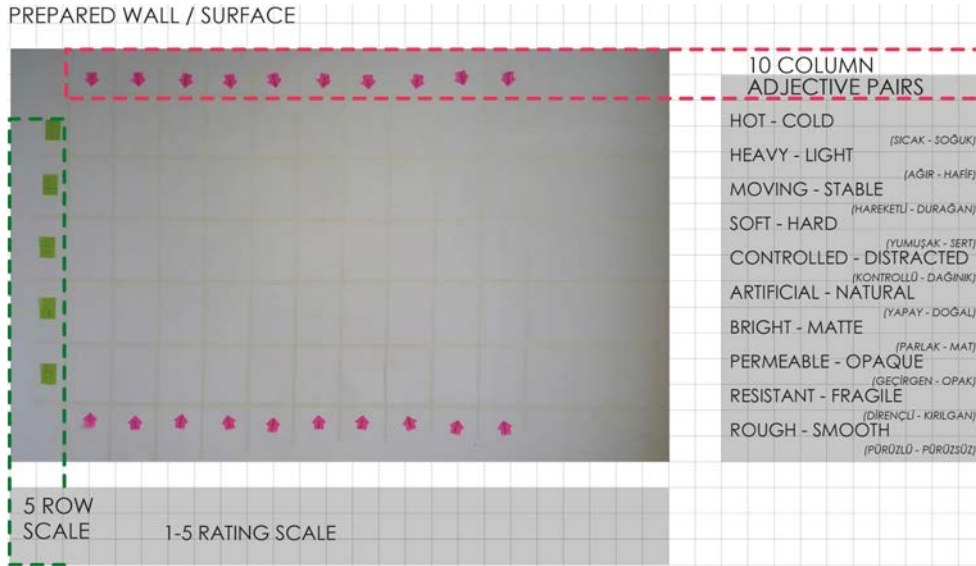 PREPARED WALL / SURFACE
10 COLUMN
ADJECTIVE PAIRS
HOT - COLD
(SICAK - SOĞUK)
HEAVY - LIGHT
(AĞIR - HAFİF)
MOVING - STABLE
(HAREKETLİ - DURAĞAN)
SOFT - HARD
(YUMUŞAK - SERT)
CONTROLLED - DISTRACTED
(KONTROLLÜ - DAĞINIK)
ARTIFICIAL - NATURAL
(YAPAY - DOĞAL)
BRIGHT - MATTE
(PARLAK - MAT)
PERMEABLE - OPAQUE
(GEÇİRGEN - OPAK)
RESISTANT - FRAGILE
(DİRENÇLİ - KIRILGAN)
ROUGH - SMOOTH
(PÜRÜZLÜ - PÜRÜZSÜZ)
5 ROW
SCALE
1-5 RATING SCALE